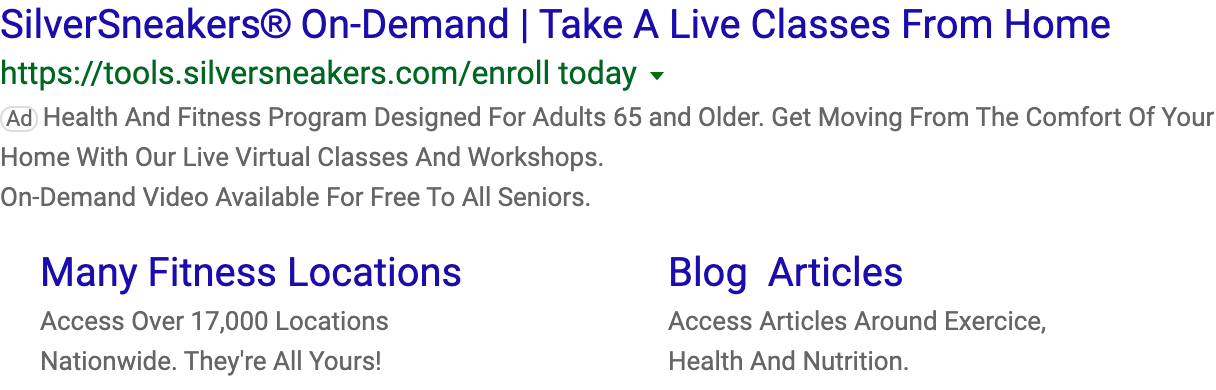 SilverSneakers® On-Demand | Take A Live Classes From Home
https://tools.silversneakers.com/enroll today
Ad Health And Fitness Program Designed For Adults 65 and Older. Get Moving From The Comfort Of Your
Home With Our Live Virtual Classes And Workshops.
On-Demand Video Available For Free To All Seniors.
Many Fitness Locations
Access Over 17,000 Locations
Nationwide. They're All Yours!
Blog Articles
Access Articles Around Exercice,
Health And Nutrition.